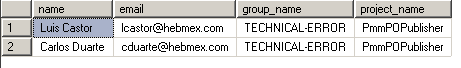 name email group_name project_name
1 Luis Castor lcastor@hebmex.com TECHNICAL-ERROR PmmPOPublisher
2 Carlos Duarte cduarte@hebmex.com TECHNICAL-ERROR PmmPOPublisher